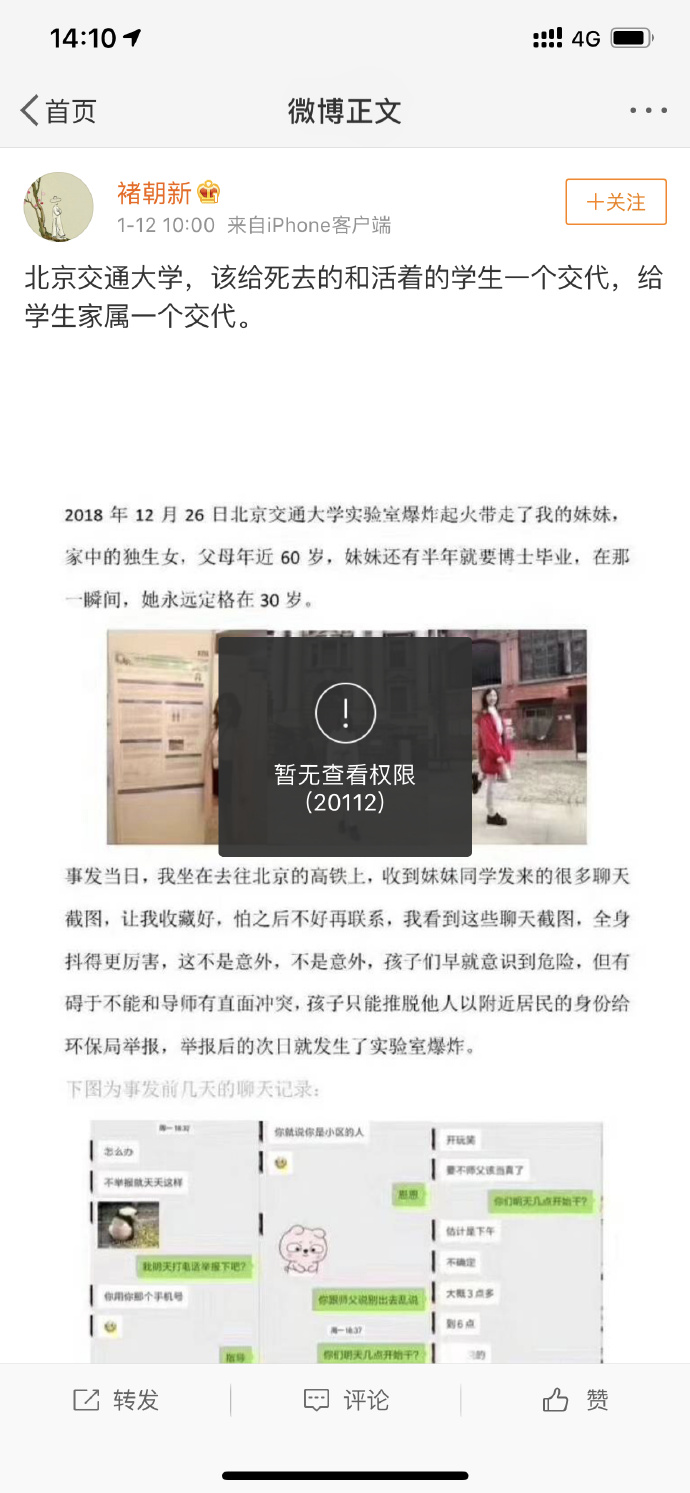 14:10
4G
首页
微博正文
褚朝新
1-12 10:00 来自iPhone客户端
+关注
北京交通大学，该给死去的和活着的学生一个交代，给
学生家属一个交代。
2018 年 12 月 26 日北京交通大学实验室爆炸起火带走了我的妹妹，
家中的独生女，父母年近 60 岁，妹妹还有半年就要博士毕业，在那
一瞬间，她永远定格在 30 岁。
暂无查看权限
(20112)
事发当日，我坐在去往北京的高铁上，收到妹妹同学发来的很多聊天
截图，让我收藏好，怕之后不好再联系，我看到这些聊天截图，全身
抖得更厉害，这不是意外，不是意外，孩子们早就意识到危险，但有
碍于不能和导师有直面冲突，孩子只能推脱他人以附近居民的身份给
环保局举报，举报后的次日就发生了实验室爆炸。
下图为事发前几天的聊天记录：
周一 18:37
怎么办
不举报就天天这样
我明天打电话举报下吧？
你用你那个手机号
指导
你就说你是小区的人
恩恩
你跟师父说别出去乱说
周一 18:37
你们明天几点开始干？
开玩笑
要不师父该当真了
你们明天几点开始干？
估计是下午
不确定
大概3点多
到6点
的
转发
评论
赞